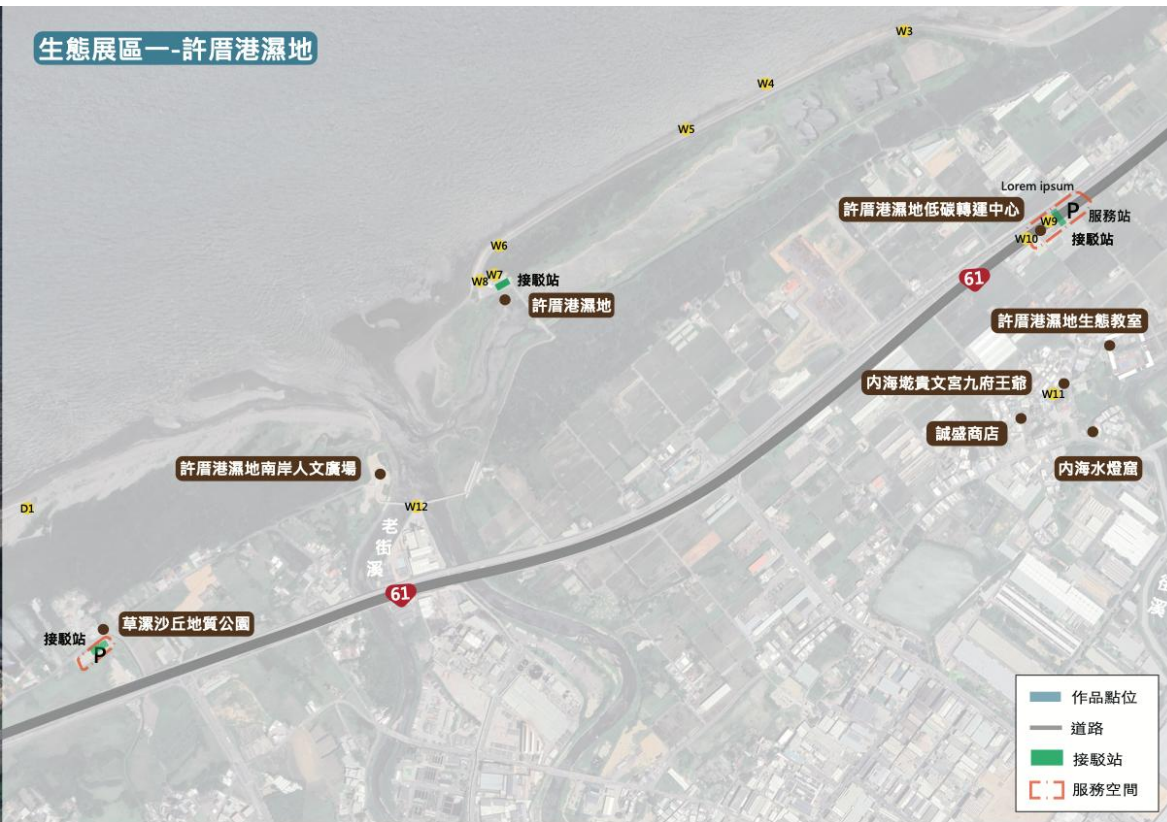 生態展區一-許厝港濕地
W3
W4
W5
Lorem ipsum
許厝港濕地低碳轉運中心
W9
P
服務站
W10
接駁站
W6
61
W7
W8
接駁站
許厝港濕地
許厝港濕地生態教室
内海墘貴文宮九府王爺
W11
誠盛商店
内海水燈窟
許厝港濕地南岸人文廣場
D1
W12
老街溪
61
草漯沙丘地質公園
接駁站
P
作品點位
道路
接駁站
服務空間